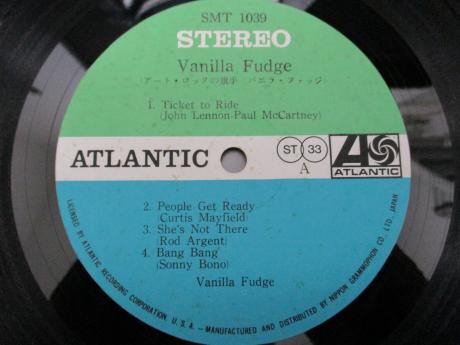 SMT 1039
STEREO
Vanilla Fudge
(アート・ロックの旗手/バニラ・ファッジ)
1. Ticket to Ride
(John Lennon-Paul McCartney)
ATLANTIC
ST 33
A
ATLANTIC
2. People Get Ready
(Curtis Mayfield)
3. She's Not There
(Rod Argent)
4. Bang Bang
(Sonny Bono)
Vanilla Fudge
LICENSED BY ATLANTIC RECORDING CORPORATION, U.S.A. – MANUFACTURED AND DISTRIBUTED BY NIPPON GRAMMOPHON CO., LTD., JAPAN